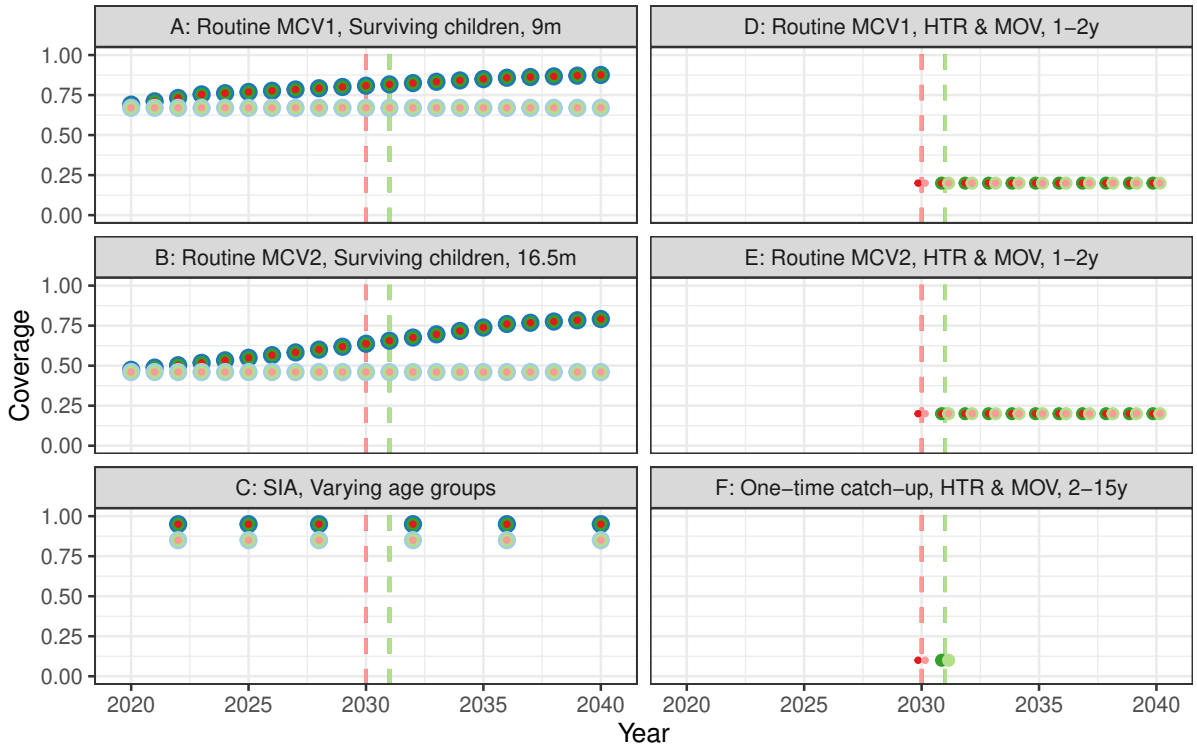 A: Routine MCV1, Surviving children, 9m
D: Routine MCV1, HTR & MOV, 1−2y
1.00
0.75
0.50
0.25
0.00
B: Routine MCV2, Surviving children, 16.5m
E: Routine MCV2, HTR & MOV, 1−2y
1.00
0.75
0.50
0.25
0.00
Coverage
C: SIA, Varying age groups
F: One−time catch−up, HTR & MOV, 2−15y
1.00
0.75
0.50
0.25
0.00
2020 2025 2030 2035 2040 2020 2025 2030 2035 2040
Year